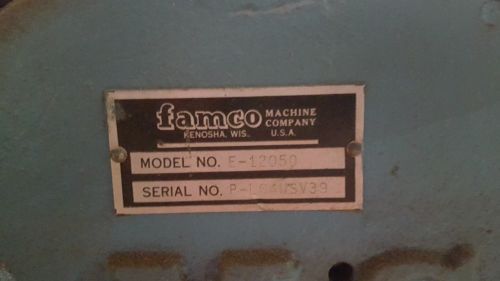 famco MACHINE
COMPANY
KENOSHA, WIS. U.S.A.
MODEL NO. E-12050
SERIAL NO.